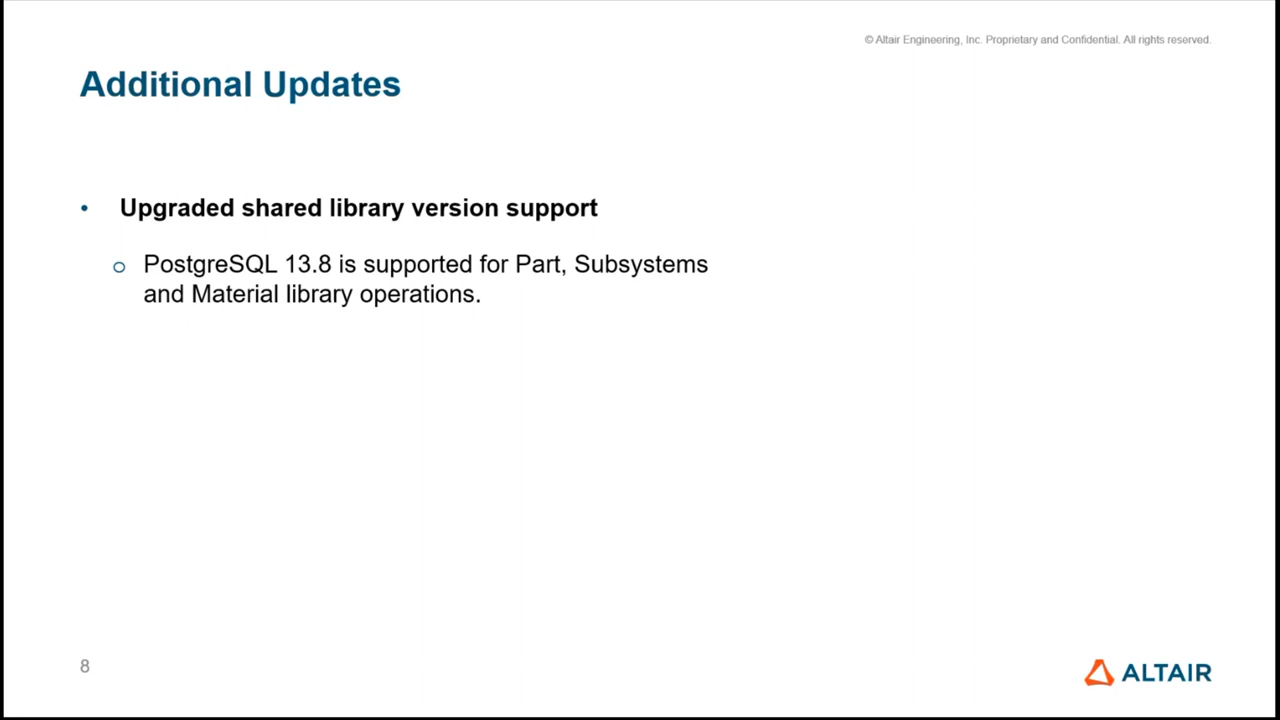 © Altair Engineering, Inc. Proprietary and Confidential. All rights reserved.
Additional Updates
• Upgraded shared library version support
o PostgreSQL 13.8 is supported for Part, Subsystems
and Material library operations.
8
ALTAIR